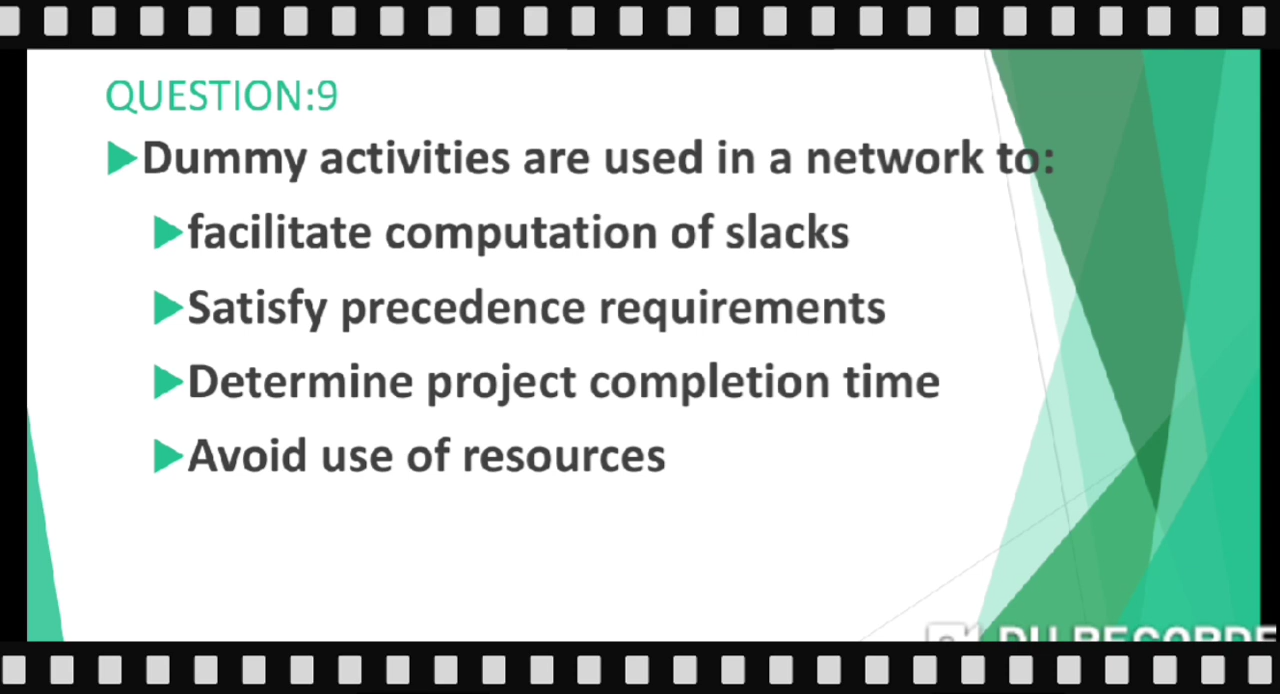 QUESTION:9
Dummy activities are used in a network to:
facilitate computation of slacks
Satisfy precedence requirements
Determine project completion time
Avoid use of resources